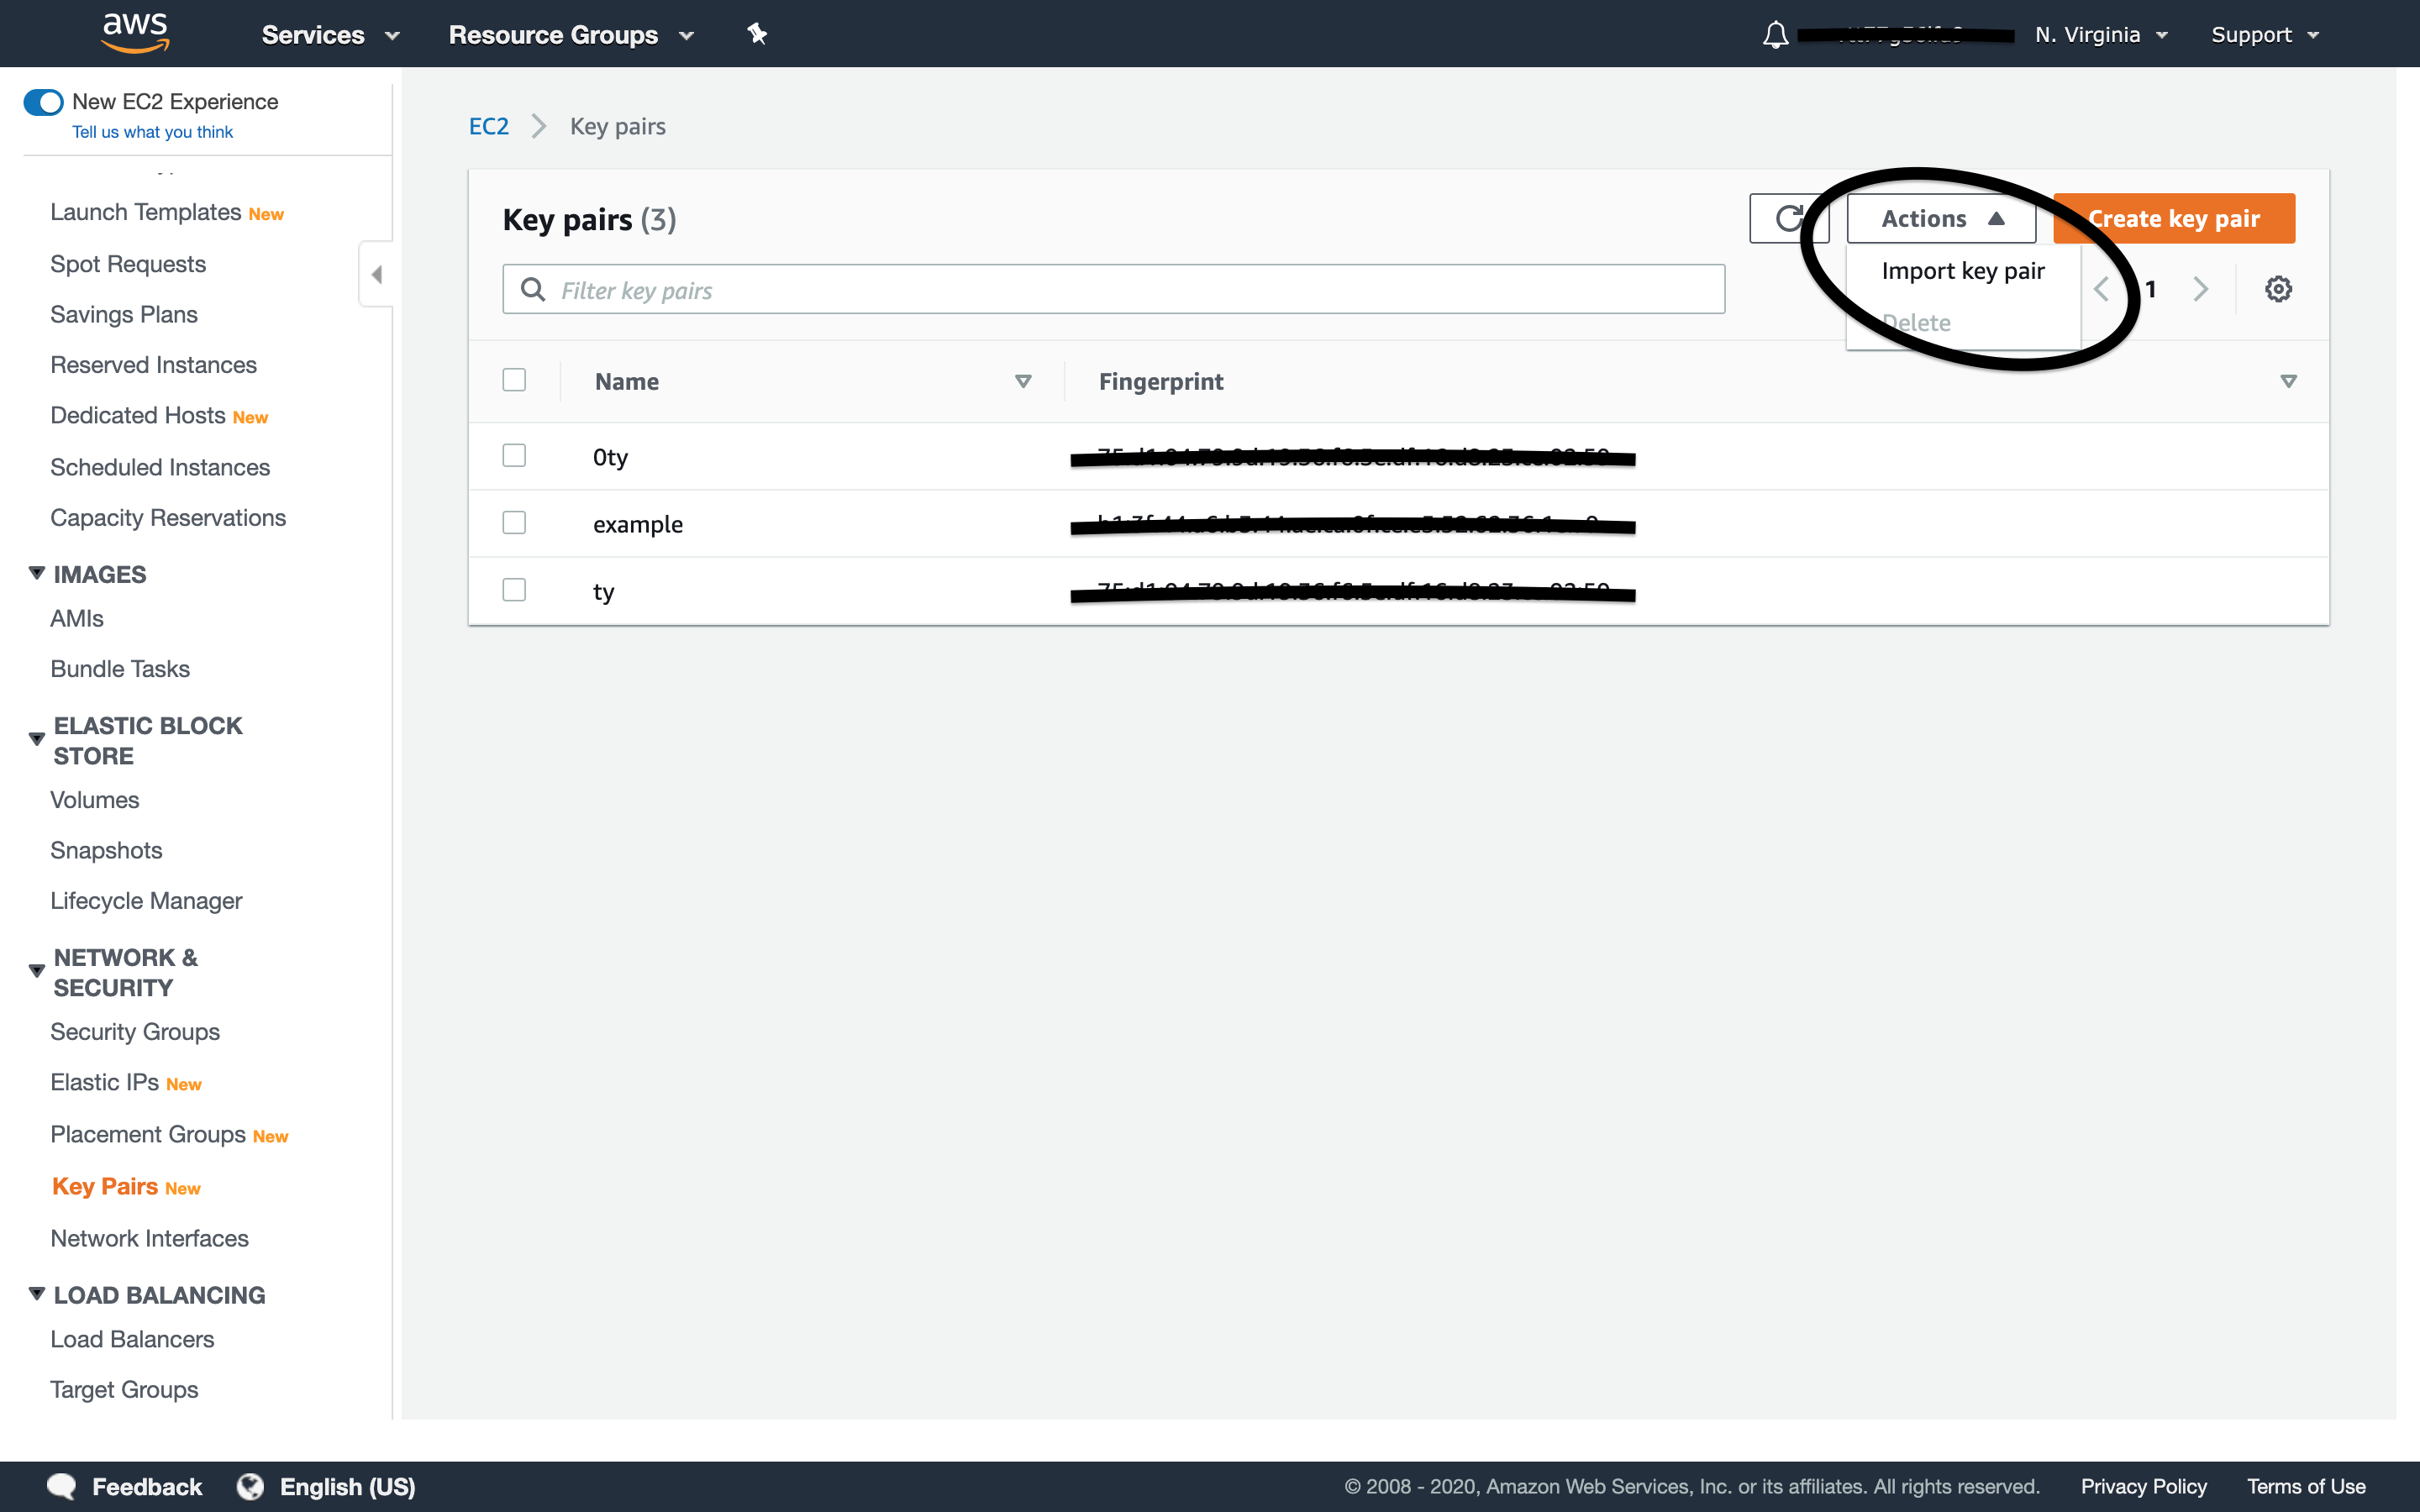 aws Services Resource Groups N. Virginia Support
New EC2 Experience
Tell us what you think
Launch Templates New
Spot Requests
Savings Plans
Reserved Instances
Dedicated Hosts New
Scheduled Instances
Capacity Reservations
IMAGES
AMIs
Bundle Tasks
ELASTIC BLOCK
STORE
Volumes
Snapshots
Lifecycle Manager
NETWORK &
SECURITY
Security Groups
Elastic IPs New
Placement Groups New
Key Pairs New
Network Interfaces
LOAD BALANCING
Load Balancers
Target Groups
EC2 Key pairs
Key pairs (3)
Actions
Create key pair
Import key pair
Delete
Filter key pairs
1
Name Fingerprint
0ty
example
ty
Feedback English (US) © 2008 - 2020, Amazon Web Services, Inc. or its affiliates. All rights reserved. Privacy Policy Terms of Use